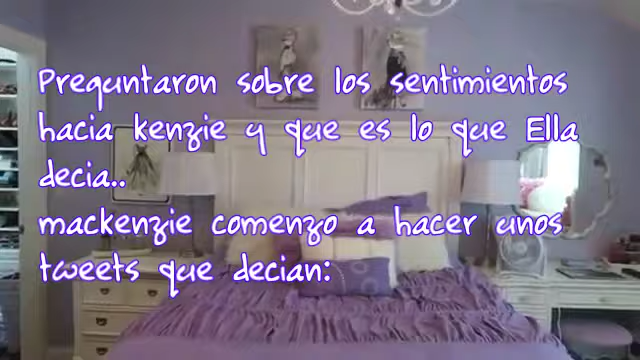 Preguntaron sobre los sentimientos
hacia kenzie y que es lo que Ella
decia..
mackenzie comenzo a hacer unos
tweets que decian: